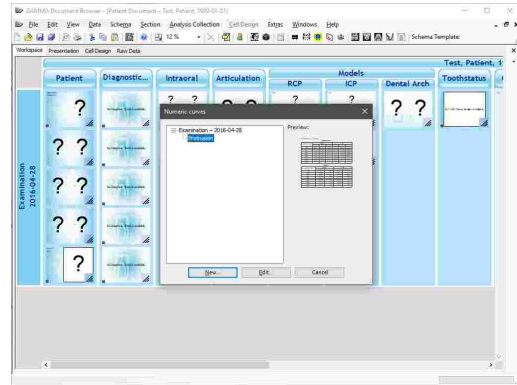 GAMMA Document Browser - [Patient Document - Test, Patient, 1990-01-31]
File Edit View Data Schema Section Analysis Collection Cell Design Extras Windows Help
12 % Schema Template:
Workspace Presentation Cell Design Raw Data
Test, Patient, 1
Patient Diagnostic... Intraoral Articulation Models Toothstatus
RCP ICP Dental Arch
Examination
2016-04-28
? ? ? ? ?
Numeric curves
Examination - 2016-04-28
Protrusion
Preview:
? ?
? ?
? ?
?
New... Edit... Cancel